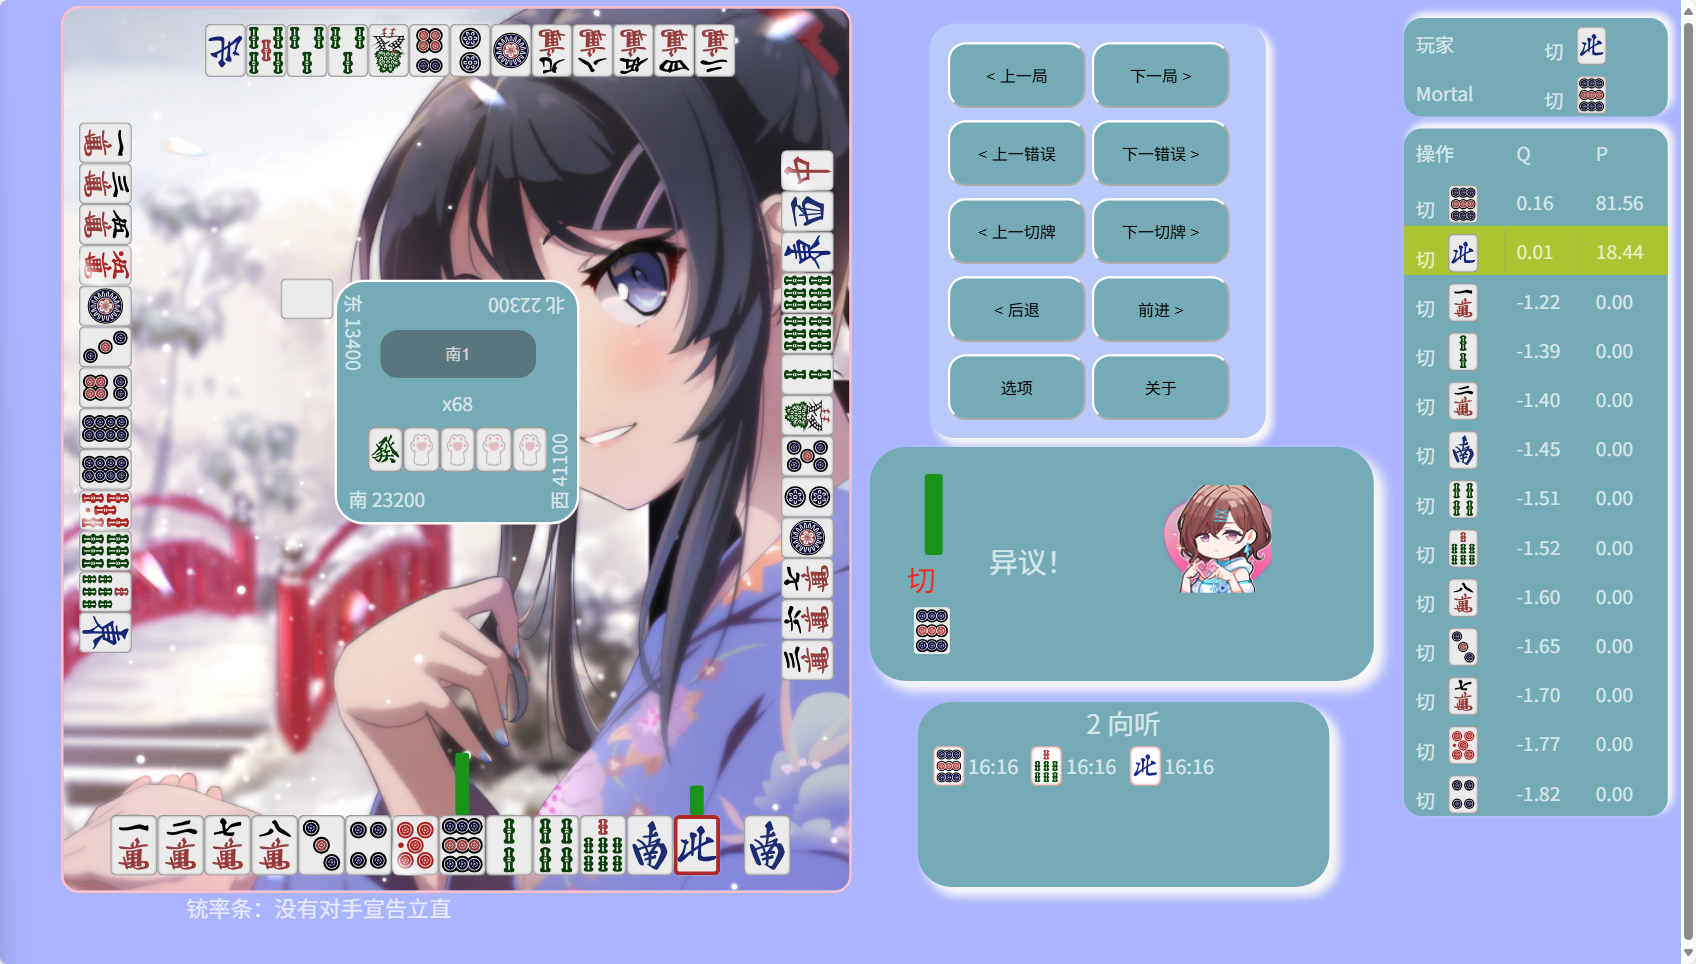 东 13400
北 22300
南1
x68
南 23200
西 41100
铳率条：没有对手宣告立直
< 上一局
下一局 >
< 上一错误
下一错误 >
< 上一切牌
下一切牌 >
< 后退
前进 >
选项
关于
切
异议！
2 向听
16:16 16:16 16:16
玩家 切
Mortal 切
操作 Q P
切 0.16 81.56
切 0.01 18.44
切 -1.22 0.00
切 -1.39 0.00
切 -1.40 0.00
切 -1.45 0.00
切 -1.51 0.00
切 -1.52 0.00
切 -1.60 0.00
切 -1.65 0.00
切 -1.70 0.00
切 -1.77 0.00
切 -1.82 0.00